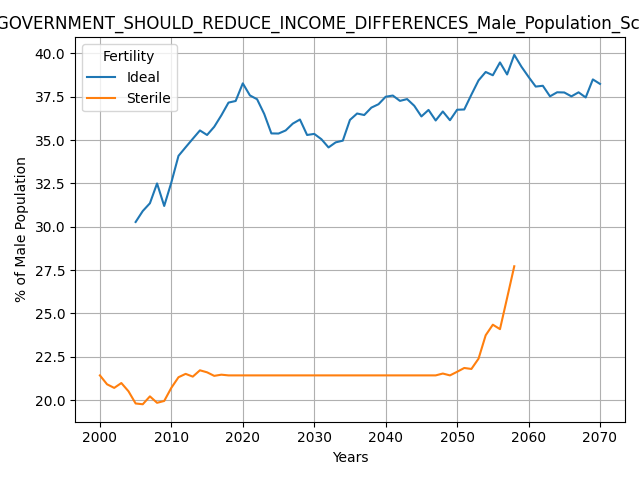 GOVERNMENT_SHOULD_REDUCE_INCOME_DIFFERENCES_Male_Population_Sc
Fertility
Ideal
Sterile
% of Male Population
40.0
37.5
35.0
32.5
30.0
27.5
25.0
22.5
20.0
2000 2010 2020 2030 2040 2050 2060 2070
Years